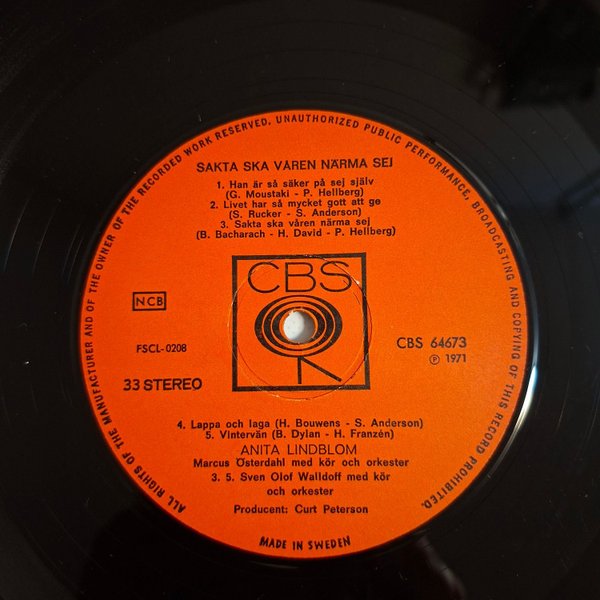 ALL RIGHTS OF THE MANUFACTURER AND OF THE OWNER OF THE RECORDED WORK RESERVED, UNAUTHORIZED PUBLIC PERFORMANCE, BROADCASTING AND COPYING OF THIS RECORD PROHIBITED.
SAKTA SKA VÅREN NÄRMA SEJ
1. Han är så säker på sej själv
(G. Moustaki - P. Hellberg)
2. Livet har så mycket gott att ge
(S. Rucker - S. Anderson)
3. Sakta ska våren närma sej
(B. Bacharach - H. David - P. Hellberg)
CBS
NCB
FSCL-0208
33 STEREO
CBS 64673
℗ 1971
4. Lappa och laga (H. Bouwens - S. Anderson)
5. Vintervän (B. Dylan - H. Franzén)
ANITA LINDBLOM
Marcus Österdahl med kör och orkester
3. 5. Sven Olof Walldoff med kör
och orkester
Producent: Curt Peterson
MADE IN SWEDEN